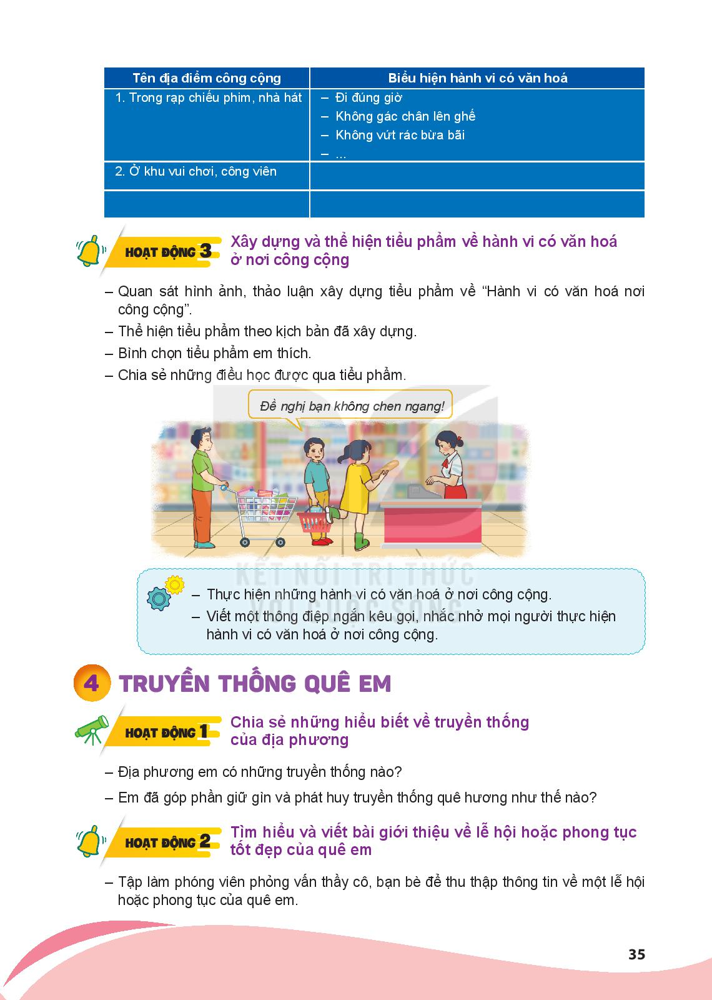 Tên địa điểm công cộng
Biểu hiện hành vi có văn hoá
1. Trong rạp chiếu phim, nhà hát
– Đi đúng giờ
– Không gác chân lên ghế
– Không vứt rác bừa bãi
– ...
2. Ở khu vui chơi, công viên
HOẠT ĐỘNG 3
Xây dựng và thể hiện tiểu phẩm về hành vi có văn hoá
ở nơi công cộng
– Quan sát hình ảnh, thảo luận xây dựng tiểu phẩm về “Hành vi có văn hoá nơi
công cộng”.
– Thể hiện tiểu phẩm theo kịch bản đã xây dựng.
– Bình chọn tiểu phẩm em thích.
– Chia sẻ những điều học được qua tiểu phẩm.
Đề nghị bạn không chen ngang!
KẾT NỐI TRI THỨC
– Thực hiện những hành vi có văn hoá ở nơi công cộng.
VỚI CUỘC SỐNG
– Viết một thông điệp ngắn kêu gọi, nhắc nhở mọi người thực hiện
hành vi có văn hoá ở nơi công cộng.
4 TRUYỀN THỐNG QUÊ EM
HOẠT ĐỘNG 1
Chia sẻ những hiểu biết về truyền thống
của địa phương
– Địa phương em có những truyền thống nào?
– Em đã góp phần giữ gìn và phát huy truyền thống quê hương như thế nào?
HOẠT ĐỘNG 2
Tìm hiểu và viết bài giới thiệu về lễ hội hoặc phong tục
tốt đẹp của quê em
– Tập làm phóng viên phỏng vấn thầy cô, bạn bè để thu thập thông tin về một lễ hội
hoặc phong tục của quê em.
35